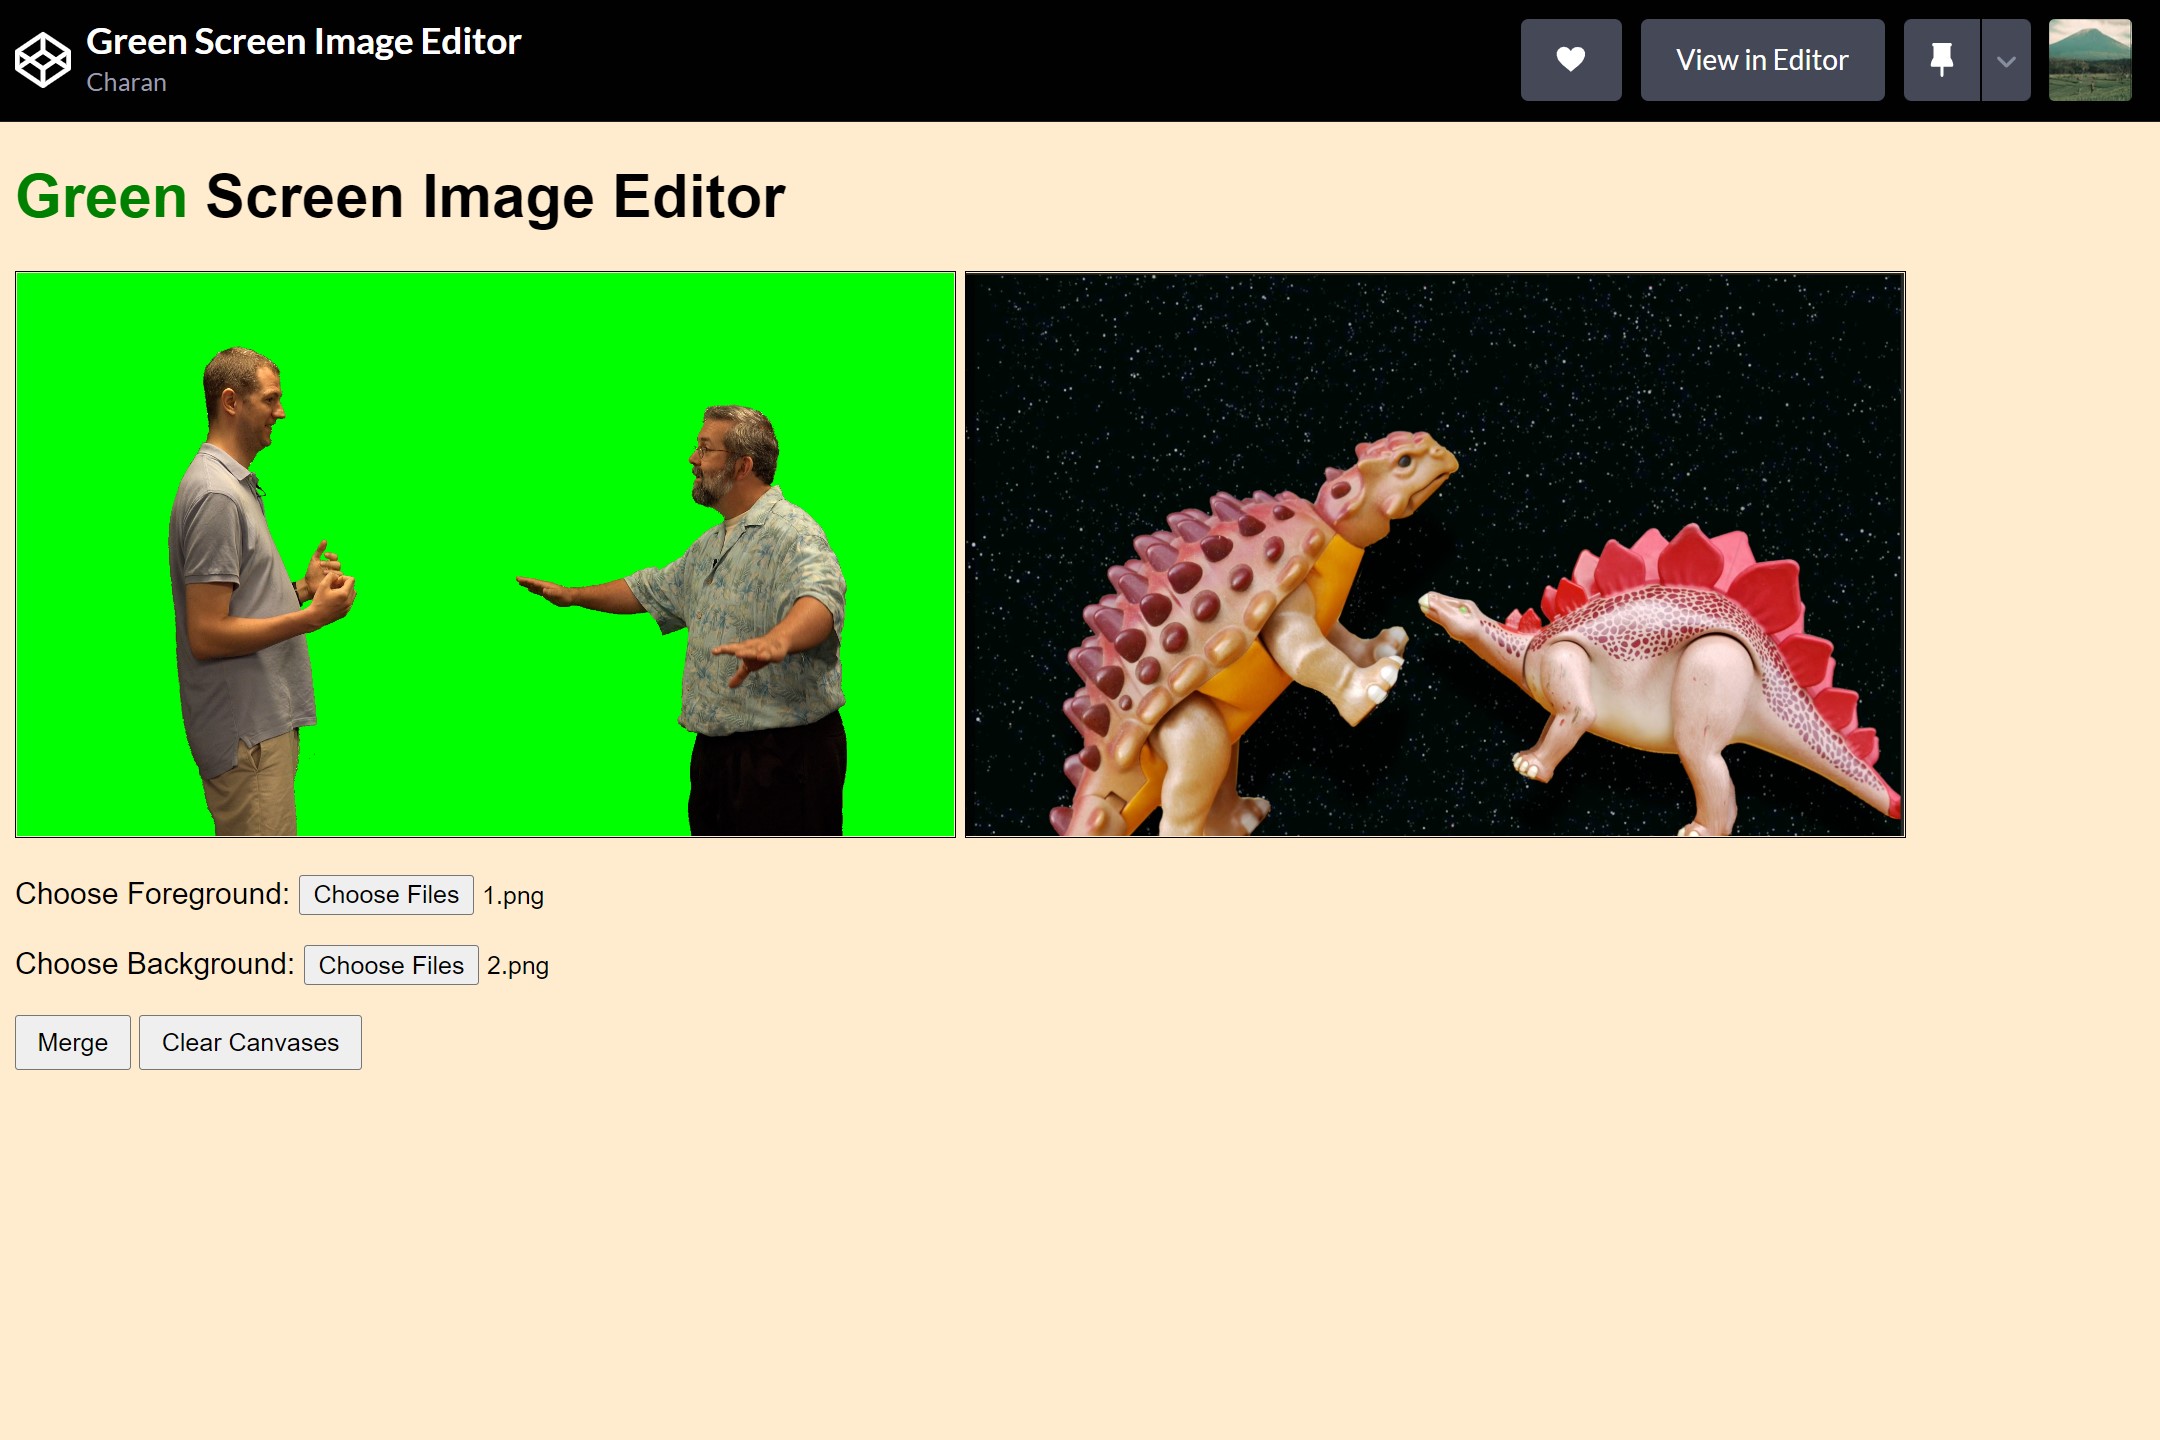 Green Screen Image Editor
Charan
View in Editor
Green Screen Image Editor
Choose Foreground: Choose Files 1.png
Choose Background: Choose Files 2.png
Merge Clear Canvases